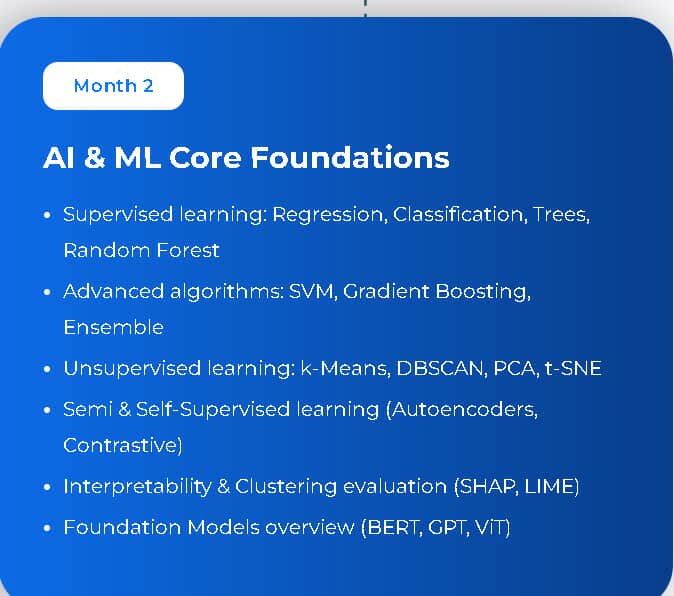 Month 2
AI & ML Core Foundations
• Supervised learning: Regression, Classification, Trees,
Random Forest
• Advanced algorithms: SVM, Gradient Boosting,
Ensemble
• Unsupervised learning: k-Means, DBSCAN, PCA, t-SNE
• Semi & Self-Supervised learning (Autoencoders,
Contrastive)
• Interpretability & Clustering evaluation (SHAP, LIME)
• Foundation Models overview (BERT, GPT, ViT)